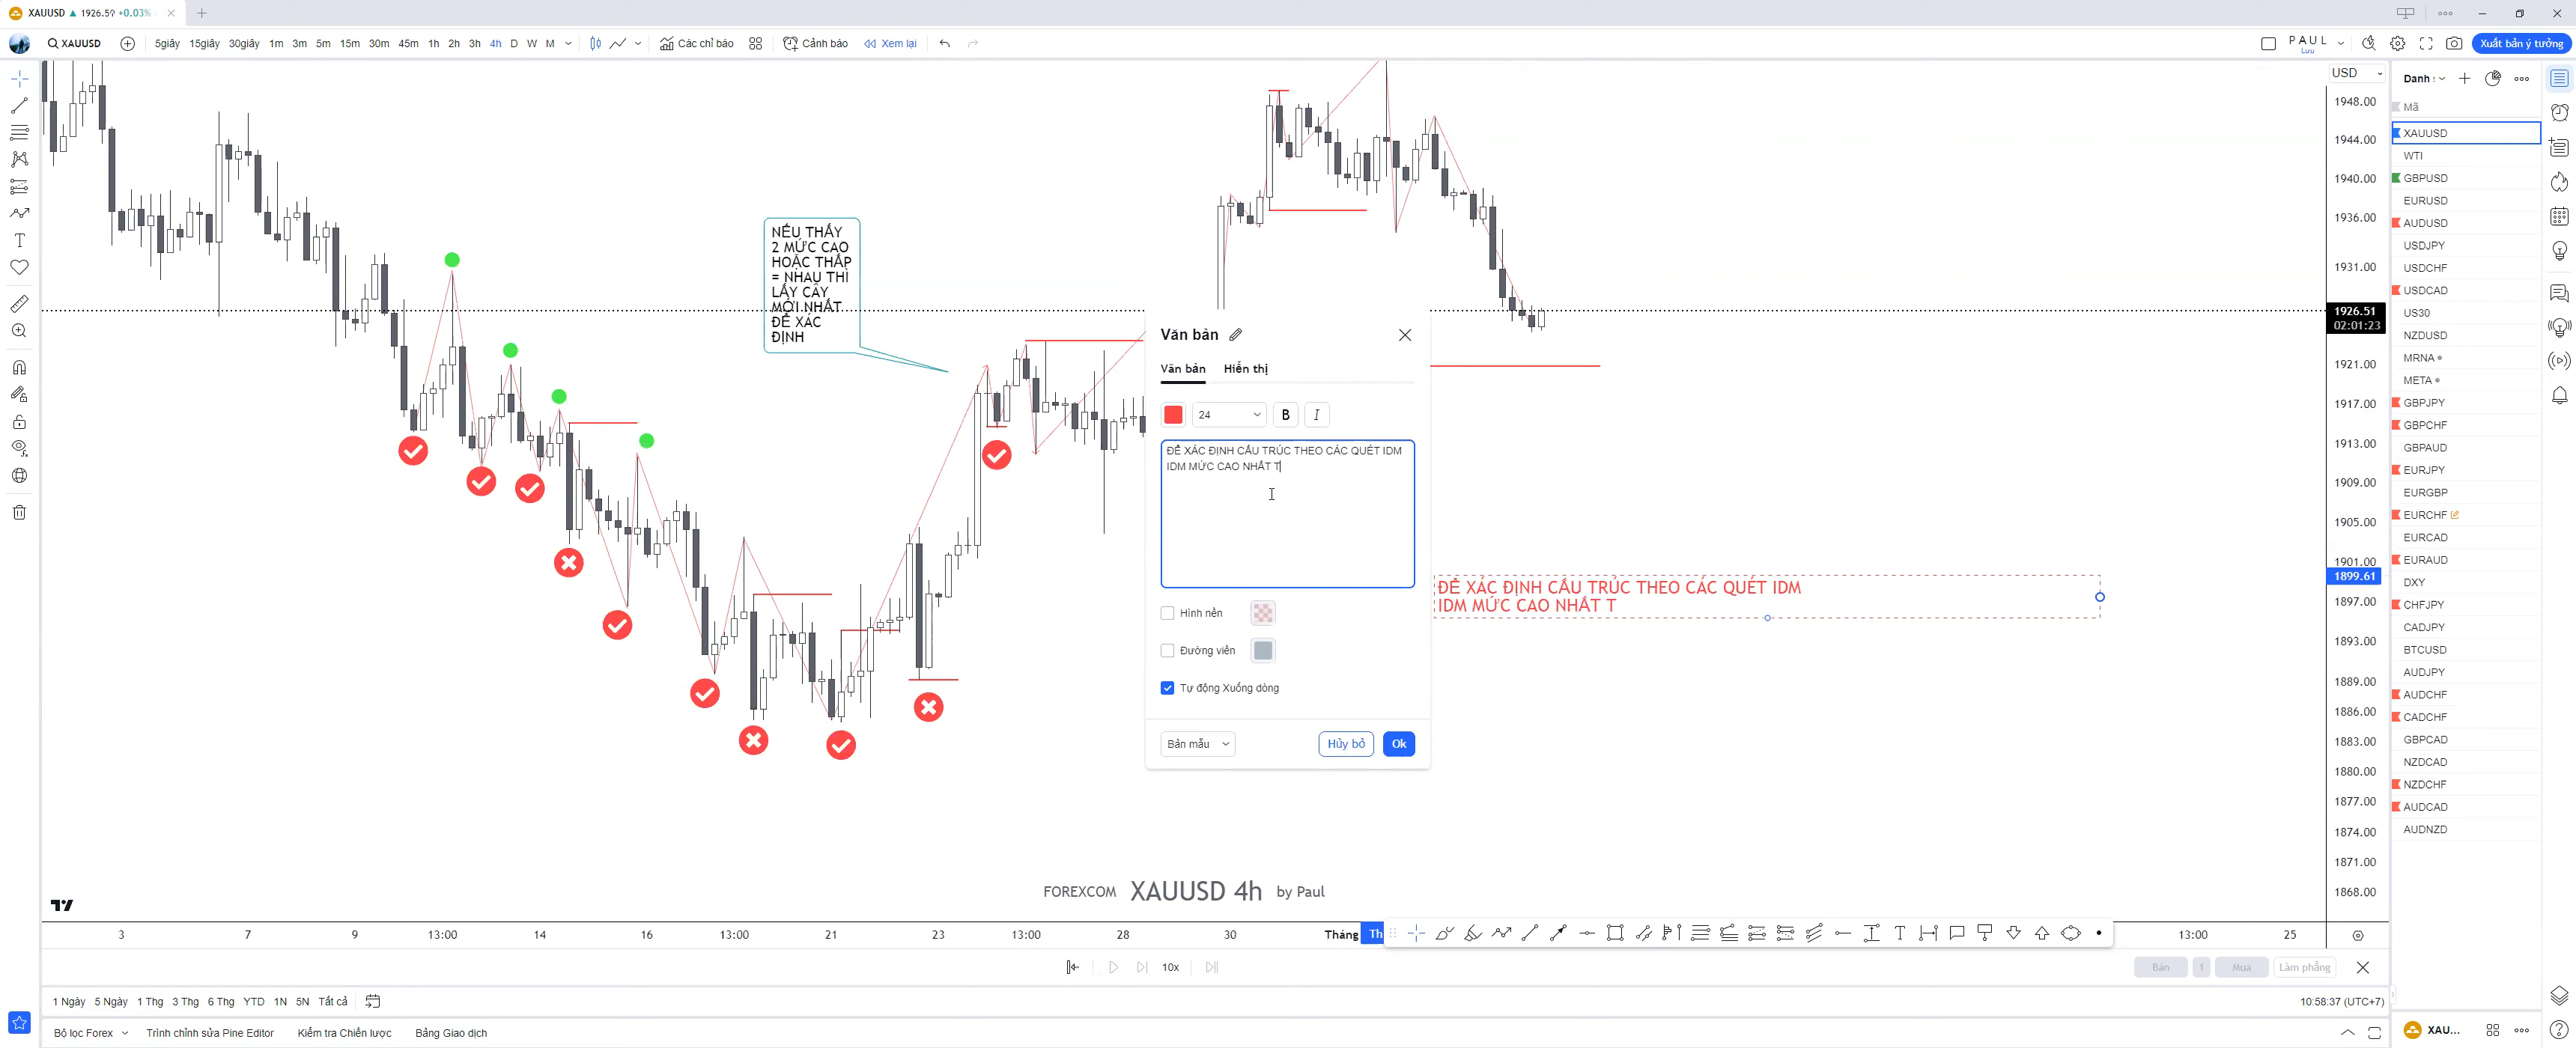 XAUUSD ▲ 1926.5? +0.03%
XAUUSD
5giây 15giây 30giây 1m 3m 5m 15m 30m 45m 1h 2h 3h 4h D W M
Các chỉ báo
Cảnh báo
Xem lại
PAUL
Lưu
Xuất bản ý tưởng
NẾU THẤY
2 MỨC CAO
HOẶC THẤP
= NHAU THÌ
LẤY CÂY
MỚI NHẤT
ĐỂ XÁC
ĐỊNH
Văn bản
Văn bản Hiển thị
24 B I
ĐỂ XÁC ĐỊNH CẤU TRÚC THEO CÁC QUÉT IDM
IDM MỨC CAO NHẤT T
Hình nền
Đường viền
Tự động Xuống dòng
Bản mẫu
Hủy bỏ
Ok
ĐỂ XÁC ĐỊNH CẤU TRÚC THEO CÁC QUÉT IDM
IDM MỨC CAO NHẤT T
FOREXCOM XAUUSD 4h by Paul
USD
1948.00
1944.00
1940.00
1936.00
1931.00
1926.51
02:01:23
1921.00
1917.00
1913.00
1909.00
1905.00
1901.00
1899.61
1897.00
1893.00
1889.00
1886.00
1883.00
1880.00
1877.00
1874.00
1871.00
1868.00
3 7 9 13:00 14 16 13:00 21 23 13:00 28 30 Tháng Th 13:00 25
10x
Bán 1 Mua Làm phẳng
1 Ngày 5 Ngày 1 Thg 3 Thg 6 Thg YTD 1N 5N Tất cả
10:58:37 (UTC+7)
Bộ lọc Forex Trình chỉnh sửa Pine Editor Kiểm tra Chiến lược Bảng Giao dịch
Danh :
Mã
XAUUSD
WTI
GBPUSD
EURUSD
AUDUSD
USDJPY
USDCHF
USDCAD
US30
NZDUSD
MRNA
META
GBPJPY
GBPCHF
GBPAUD
EURJPY
EURGBP
EURCHF
EURCAD
EURAUD
DXY
CHFJPY
CADJPY
BTCUSD
AUDJPY
AUDCHF
CADCHF
GBPCAD
NZDCAD
NZDCHF
AUDCAD
AUDNZD
XAU...